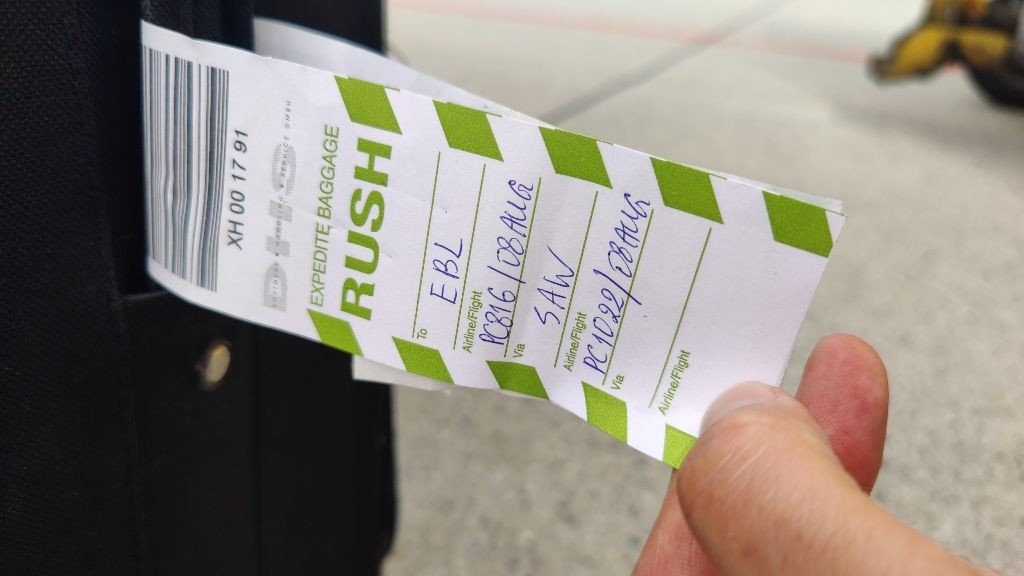 XH 00 17 91
EXPEDITE BAGGAGE
RUSH
To
EBL
Airline/Flight
PC816/08AUG
Via
SAW
Airline/Flight
PC1022/08AUG
Via
Airline/Flight